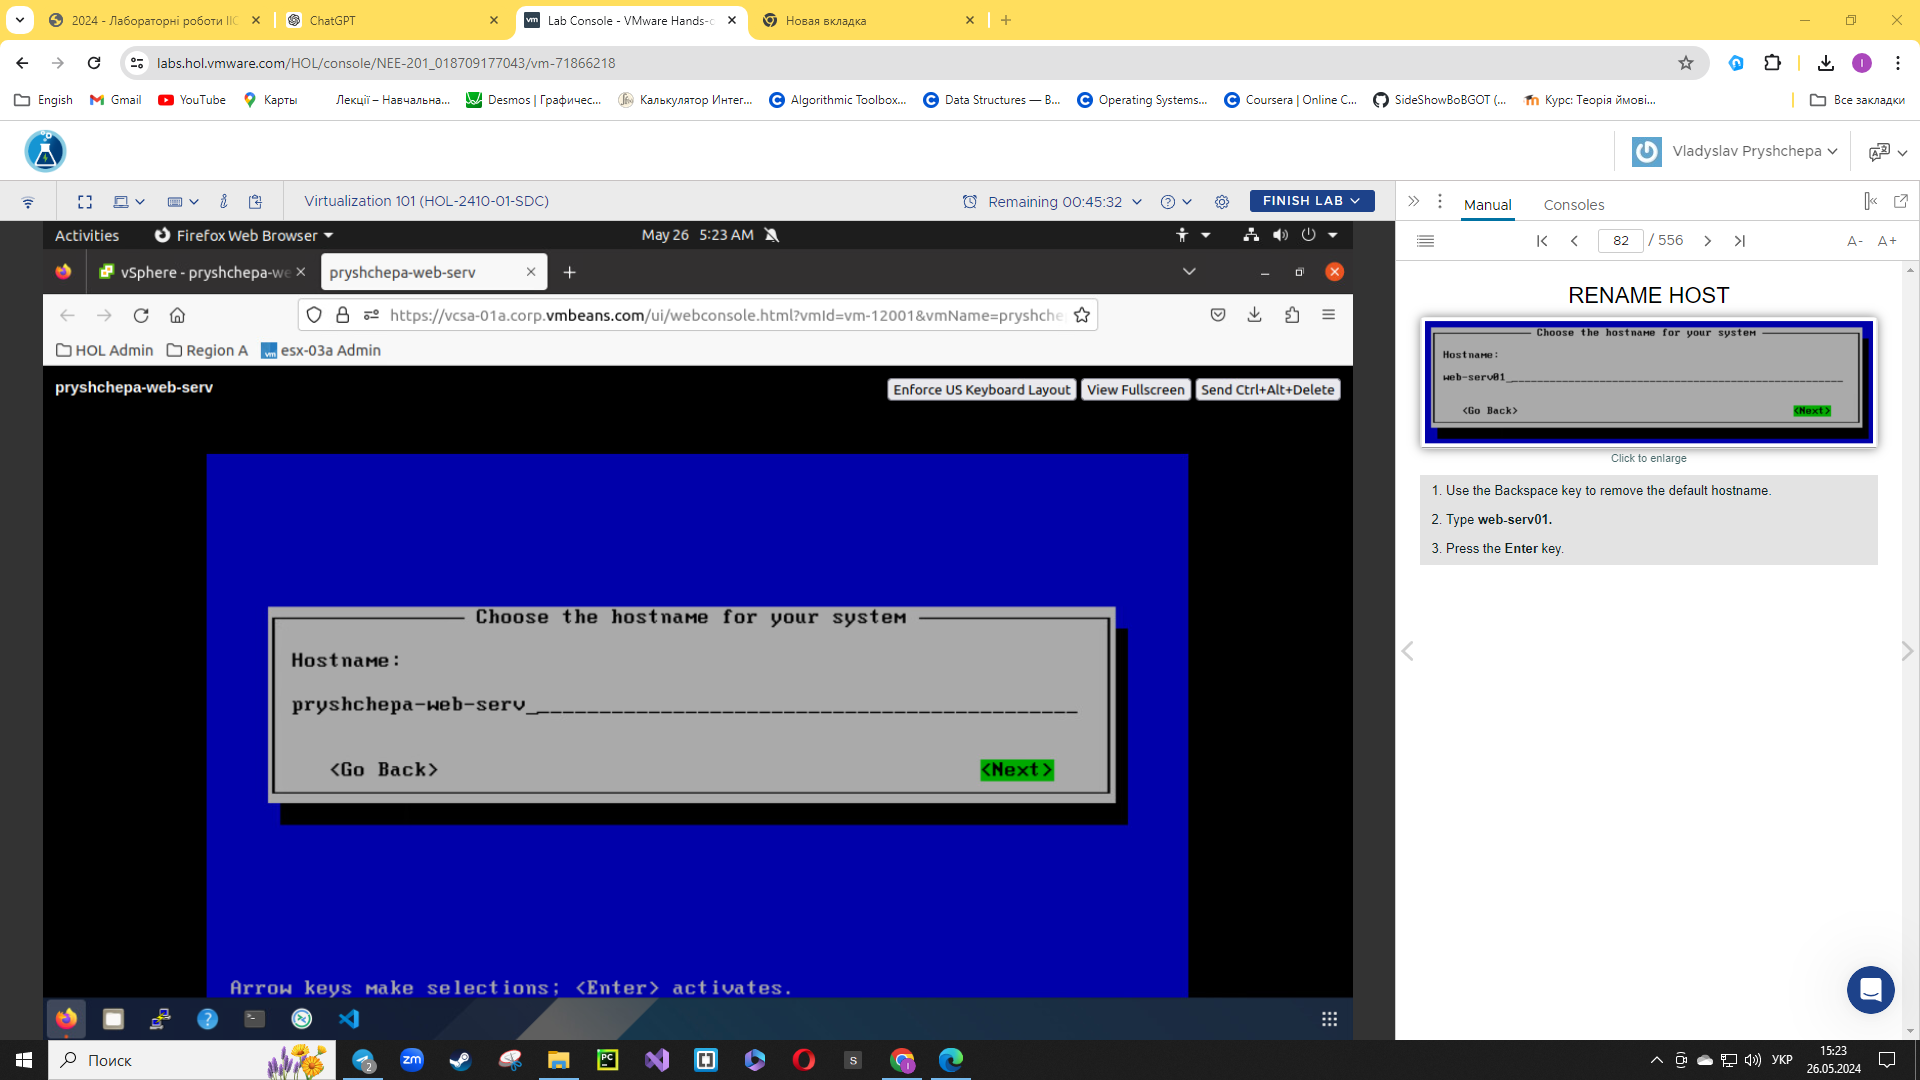 2024 - Лабораторні роботи ІІС
ChatGPT
Lab Console - VMware Hands-o
Новая вкладка
labs.hol.vmware.com/HOL/console/NEE-201_018709177043/vm-71866218
Engish
Gmail
YouTube
Карты
Лекції – Навчальна...
Desmos | Графичес...
Калькулятор Интег...
Algorithmic Toolbox...
Data Structures — B...
Operating Systems...
Coursera | Online C...
SideShowBoBGOT (...
Курс: Теорія ймові...
Все закладки
Vladyslav Pryshchepa
Virtualization 101 (HOL-2410-01-SDC)
Remaining 00:45:32
FINISH LAB
Manual
Consoles
Activities
Firefox Web Browser
May 26 5:23 AM
82 / 556
A-
A+
vSphere - pryshchepa-we
pryshchepa-web-serv
https://vcsa-01a.corp.vmbeans.com/ui/webconsole.html?vmId=vm-12001&vmName=pryshche
HOL Admin
Region A
esx-03a Admin
pryshchepa-web-serv
Enforce US Keyboard Layout
View Fullscreen
Send Ctrl+Alt+Delete
Choose the hostname for your system
Hostname:
pryshchepa-web-serv
<Go Back>
<Next>
Arrow keys make selections; <Enter> activates.
RENAME HOST
Choose the hostname for your system
Hostname:
web-serv01
<Go Back>
<Next>
Click to enlarge
1. Use the Backspace key to remove the default hostname.
2. Type web-serv01.
3. Press the Enter key.
Поиск
2
zm
PC
S
УКР
15:23
26.05.2024